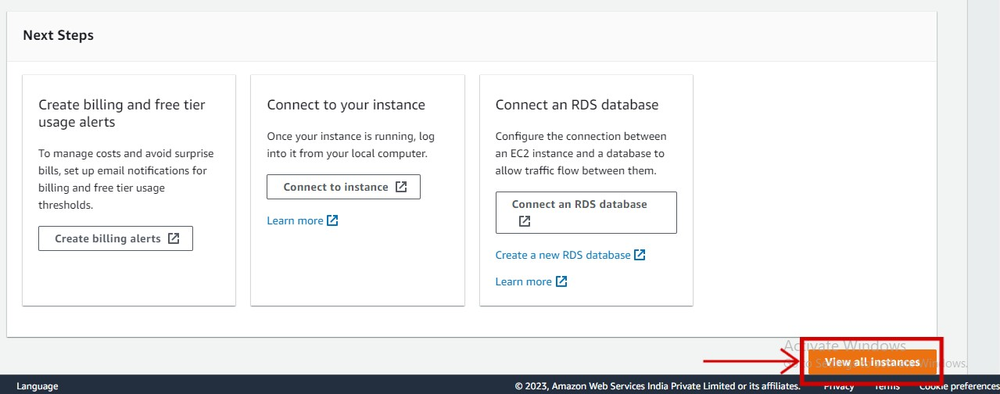 Next Steps
Create billing and free tier
usage alerts
To manage costs and avoid surprise
bills, set up email notifications for
billing and free tier usage
thresholds.
Create billing alerts
Connect to your instance
Once your instance is running, log
into it from your local computer.
Connect to instance
Learn more
Connect an RDS database
Configure the connection between
an EC2 instance and a database to
allow traffic flow between them.
Connect an RDS database
Create a new RDS database
Learn more
Activate Windows
View all instances
Language
© 2023, Amazon Web Services India Private Limited or its affiliates.
Privacy
Terms
Cookie preferences